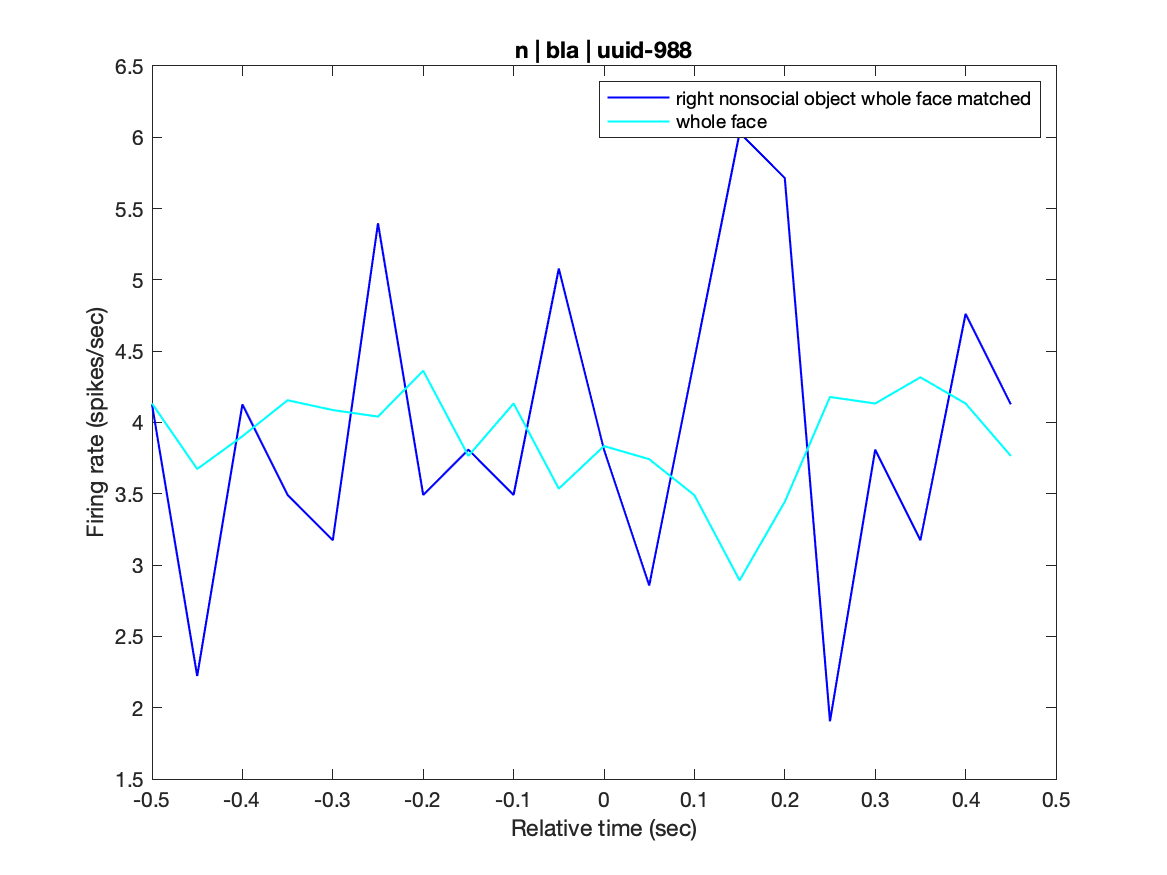 n | bla | uuid-988
right nonsocial object whole face matched
whole face
6.5
6
5.5
5
4.5
4
3.5
3
2.5
2
1.5
Firing rate (spikes/sec)
-0.5 -0.4 -0.3 -0.2 -0.1 0 0.1 0.2 0.3 0.4 0.5
Relative time (sec)